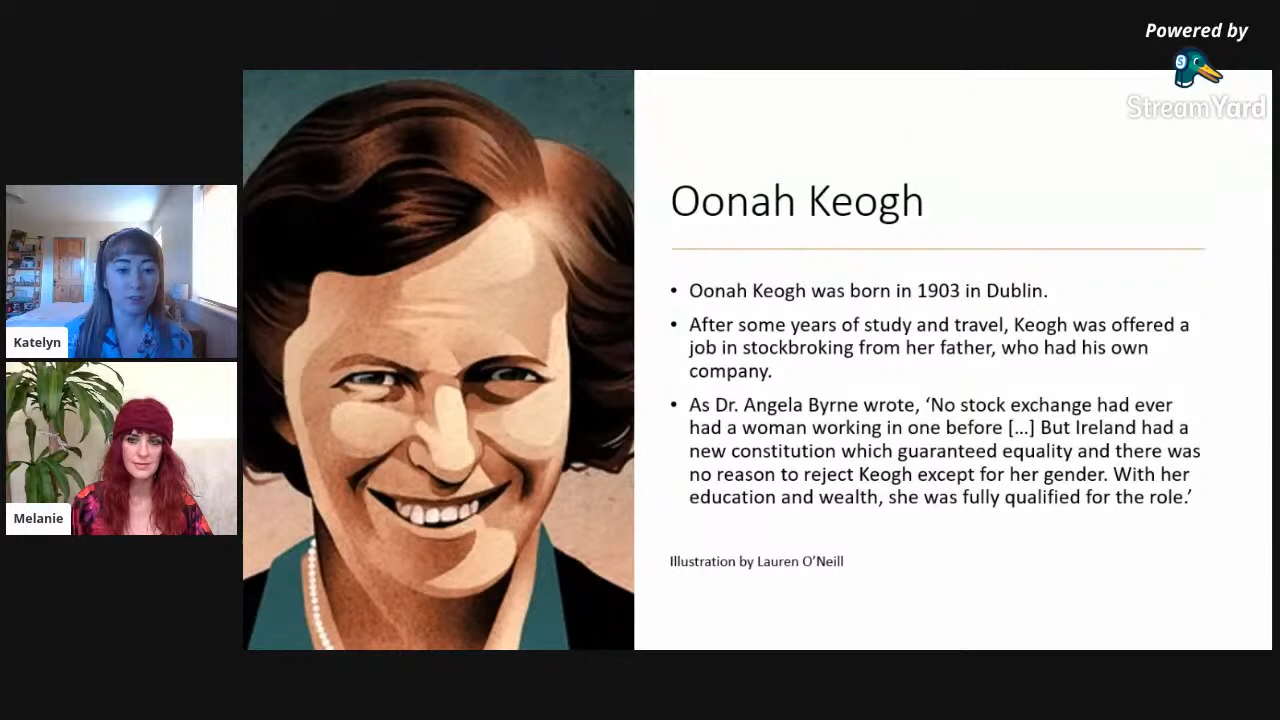 Powered by
S
StreamYard
Oonah Keogh
• Oonah Keogh was born in 1903 in Dublin.
• After some years of study and travel, Keogh was offered a
job in stockbroking from her father, who had his own
company.
• As Dr. Angela Byrne wrote, ‘No stock exchange had ever
had a woman working in one before […] But Ireland had a
new constitution which guaranteed equality and there was
no reason to reject Keogh except for her gender. With her
education and wealth, she was fully qualified for the role.’
Illustration by Lauren O’Neill
Katelyn
Melanie